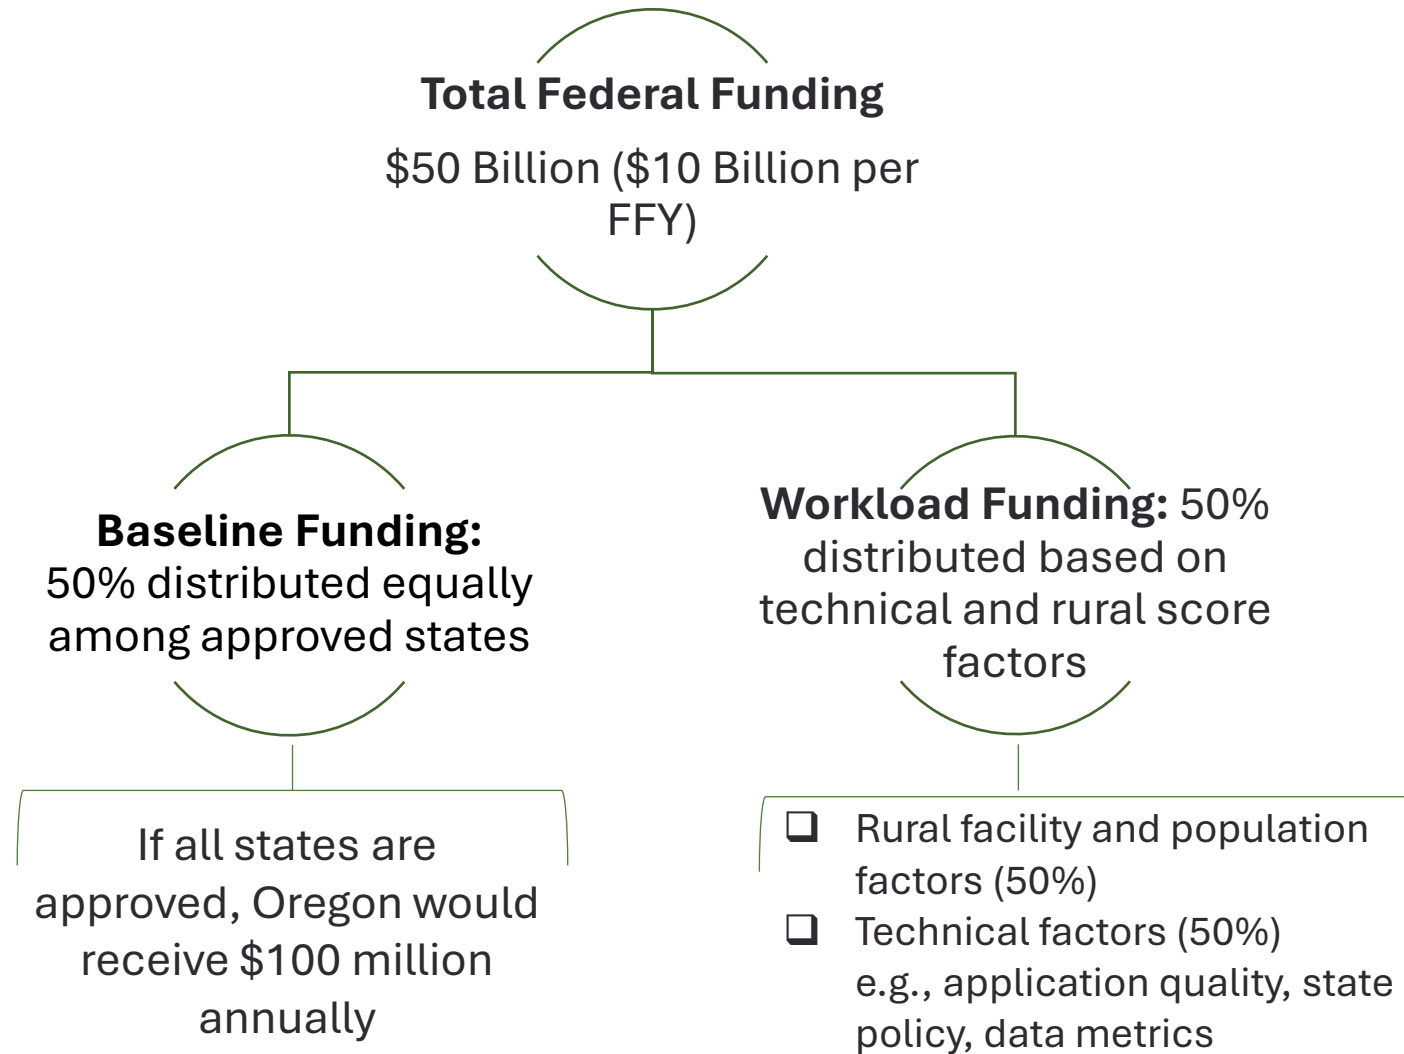 Total Federal Funding
$50 Billion ($10 Billion per
FFY)
Baseline Funding:
50% distributed equally
among approved states
Workload Funding: 50%
distributed based on
technical and rural score
factors
If all states are
approved, Oregon would
receive $100 million
annually
❑ Rural facility and population
factors (50%)
❑ Technical factors (50%)
e.g., application quality, state
policy, data metrics